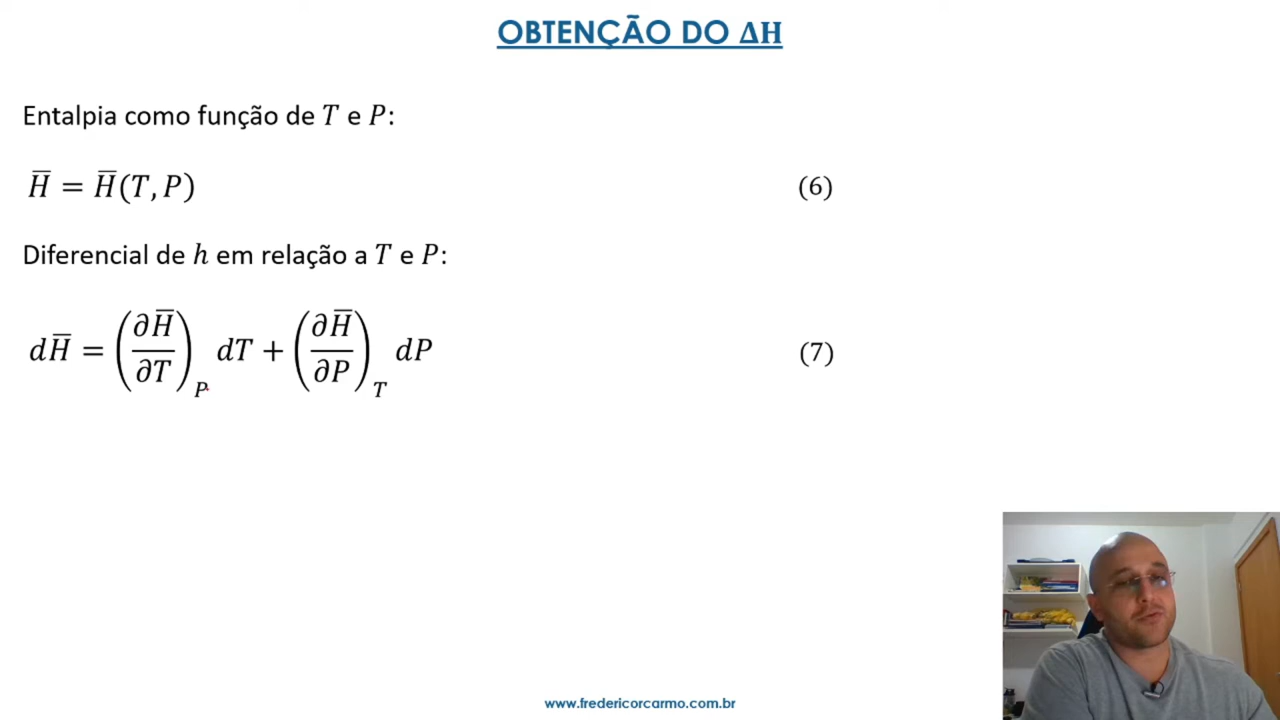 OBTENÇÃO DO ΔH
Entalpia como função de T e P:
H̅ = H̅(T, P) (6)
Diferencial de h em relação a T e P:
dH̅ = (∂H̅/∂T)_P dT + (∂H̅/∂P)_T dP (7)
www.fredericorcarmo.com.br